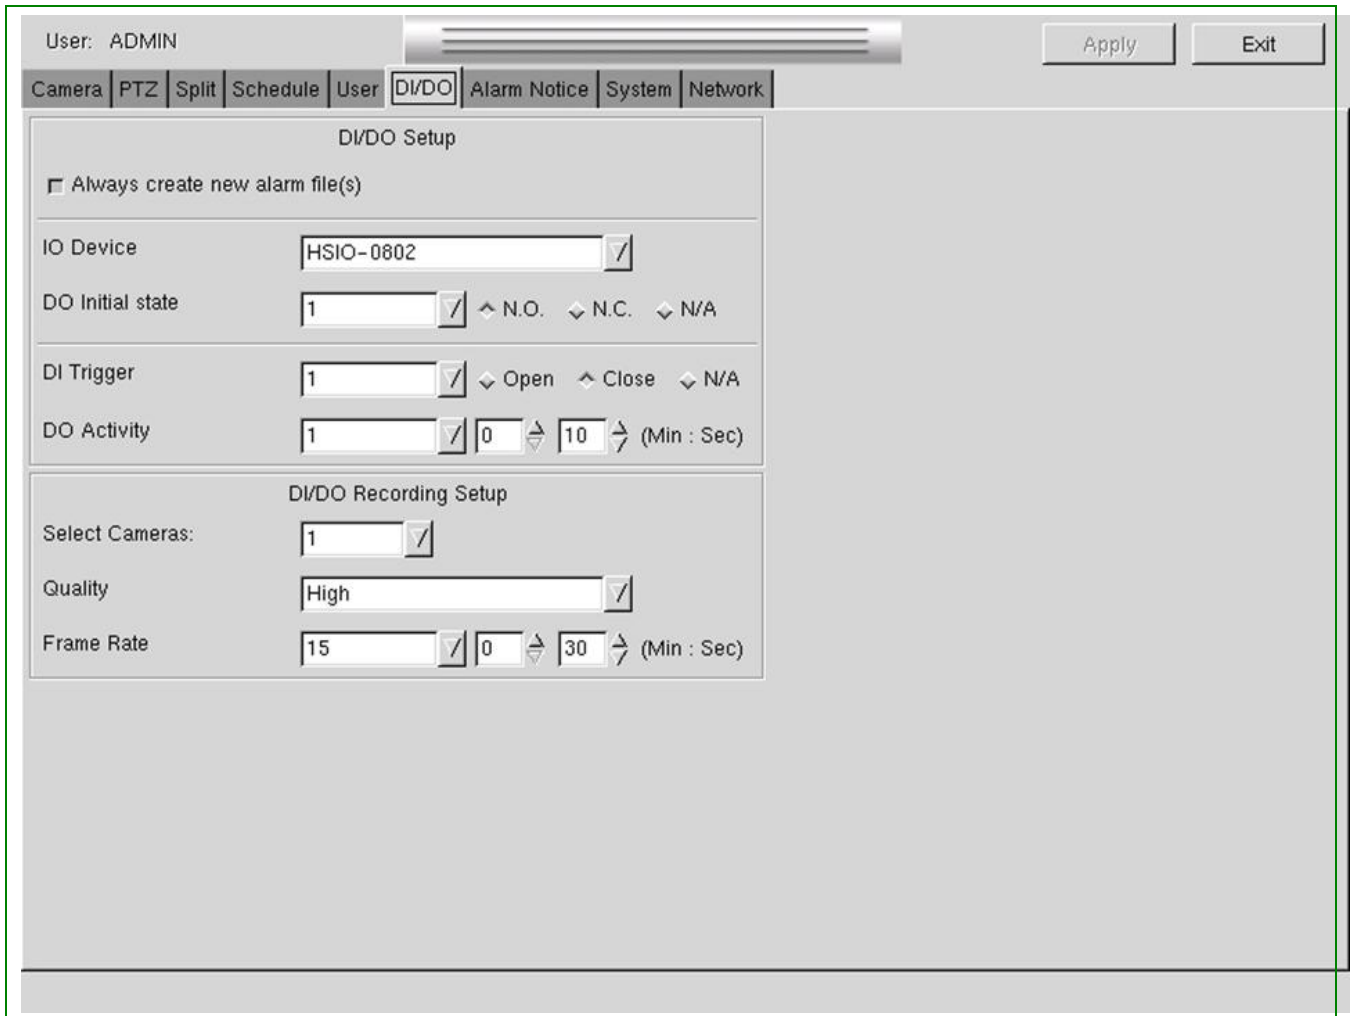 User: ADMIN
Apply Exit
Camera PTZ Split Schedule User DI/DO Alarm Notice System Network
DI/DO Setup
Always create new alarm file(s)
IO Device HSIO-0802
DO Initial state 1 N.O. N.C. N/A
DI Trigger 1 Open Close N/A
DO Activity 1 0 10 (Min : Sec)
DI/DO Recording Setup
Select Cameras: 1
Quality High
Frame Rate 15 0 30 (Min : Sec)